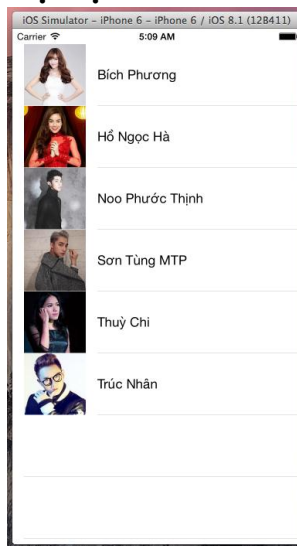 iOS Simulator – iPhone 6 – iPhone 6 / iOS 8.1 (12B411)
Carrier 5:09 AM
Bích Phương
Hồ Ngọc Hà
Noo Phước Thịnh
Sơn Tùng MTP
Thuỳ Chi
Trúc Nhân